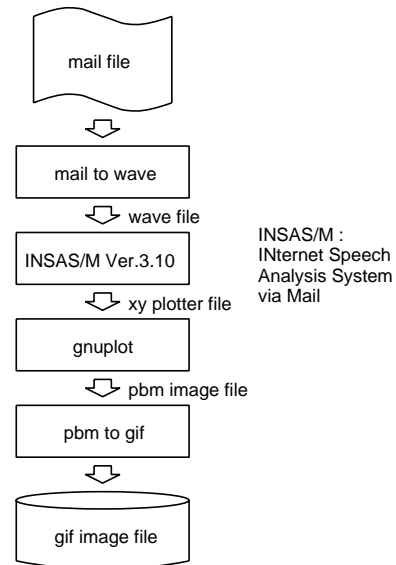 mail file
mail to wave
wave file
INSAS/M Ver.3.10
INSAS/M :
INternet Speech
Analysis System
via Mail
xy plotter file
gnuplot
pbm image file
pbm to gif
gif image file